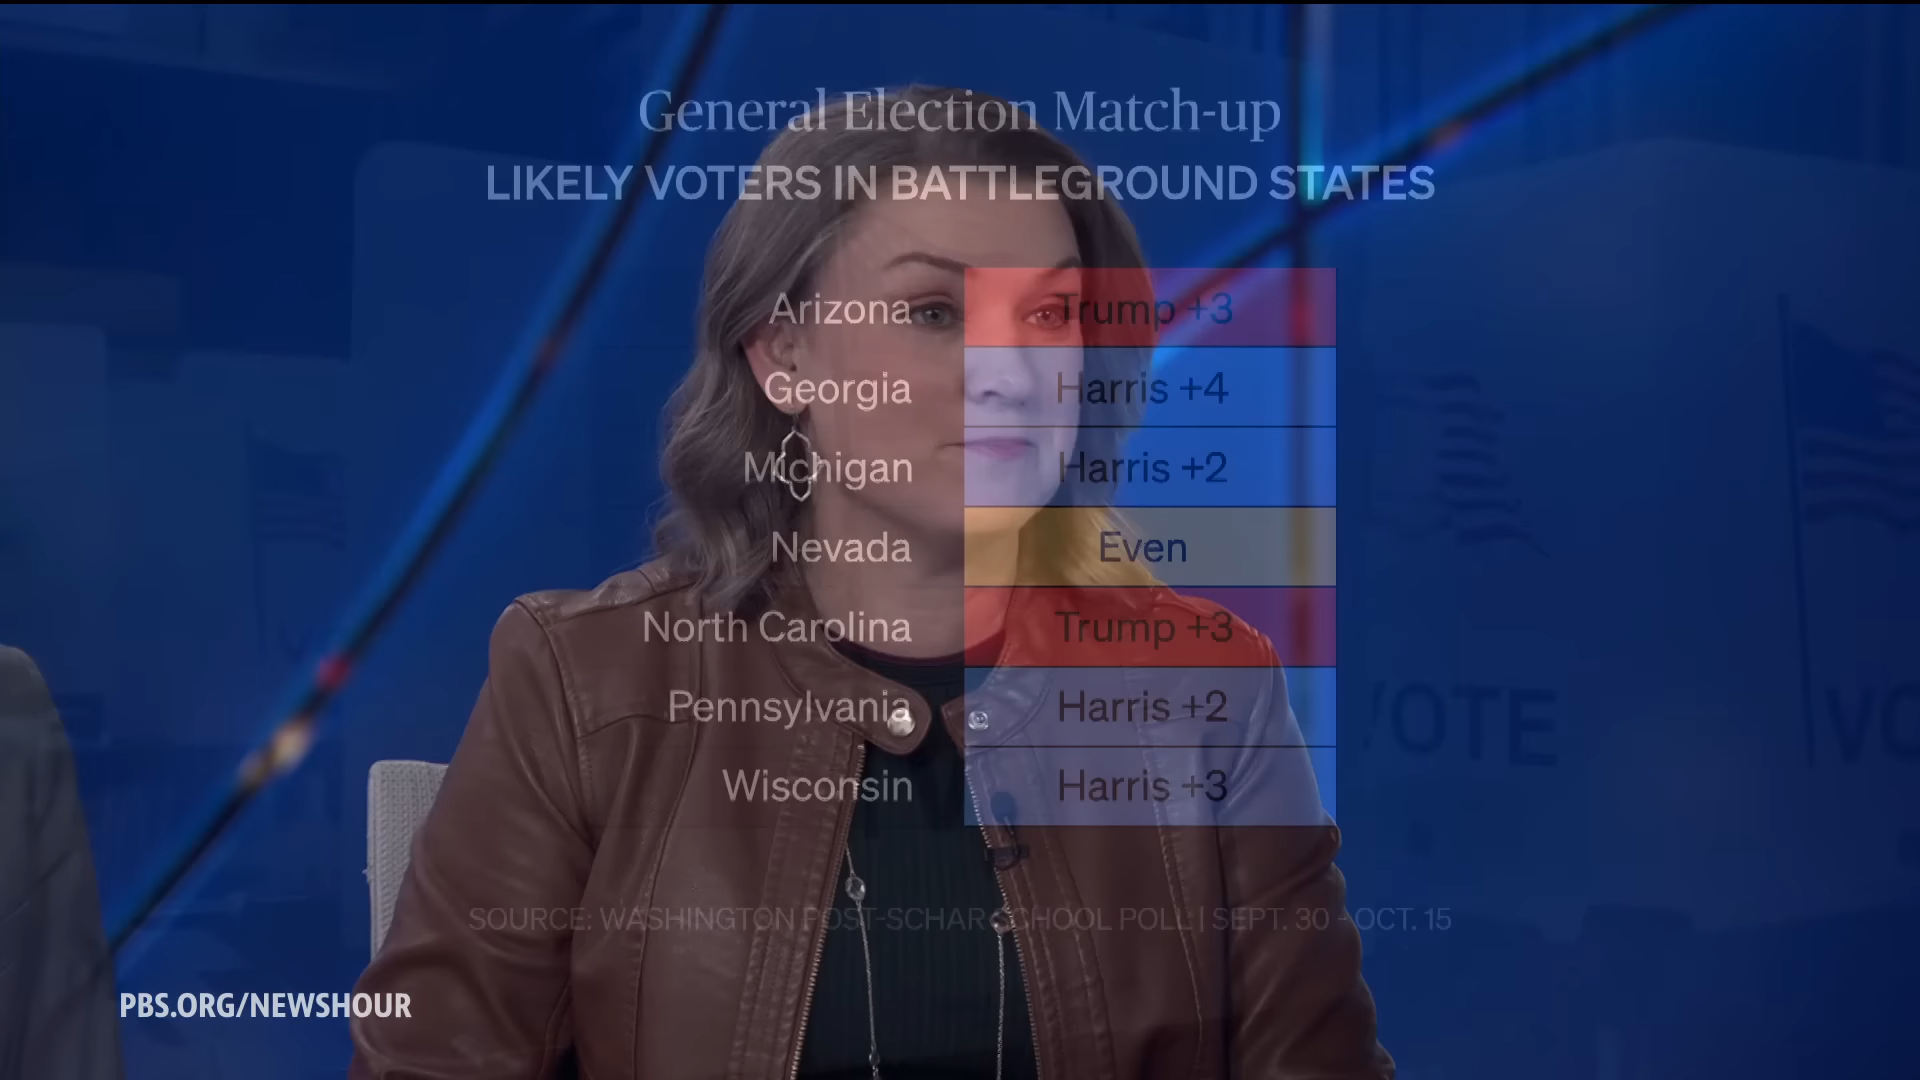 General Election Match-up
LIKELY VOTERS IN BATTLEGROUND STATES
Arizona Trump +3
Georgia Harris +4
Michigan Harris +2
Nevada Even
North Carolina Trump +3
Pennsylvania Harris +2
Wisconsin Harris +3
VOTE
VO
SOURCE: WASHINGTON POST-SCHAR SCHOOL POLL | SEPT. 30 - OCT. 15
PBS.ORG/NEWSHOUR